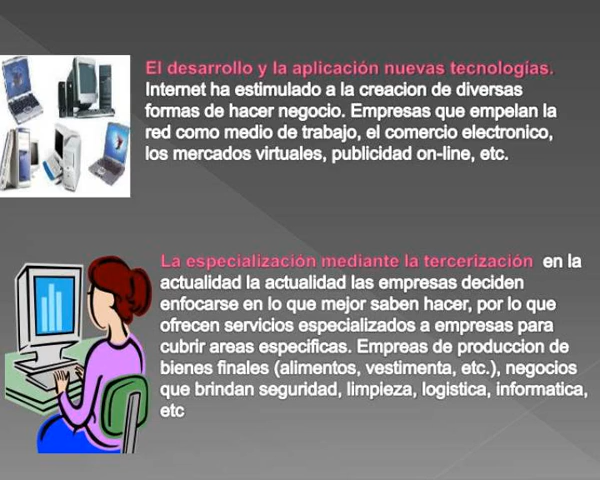 El desarrollo y la aplicación nuevas tecnologías.
Internet ha estimulado a la creacion de diversas
formas de hacer negocio. Empresas que empelan la
red como medio de trabajo, el comercio electronico,
los mercados virtuales, publicidad on-line, etc.
La especialización mediante la tercerización en la
actualidad la actualidad las empresas deciden
enfocarse en lo que mejor saben hacer, por lo que
ofrecen servicios especializados a empresas para
cubrir areas especificas. Empreas de produccion de
bienes finales (alimentos, vestimenta, etc.), negocios
que brindan seguridad, limpieza, logistica, informatica,
etc